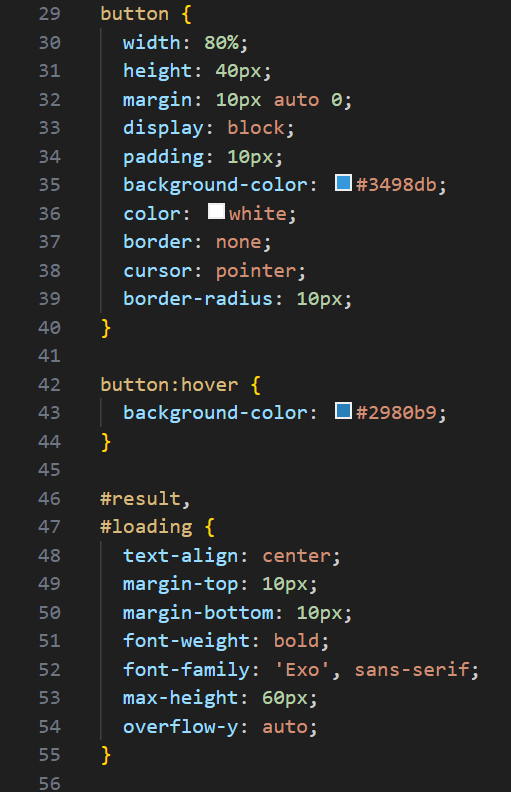 29 button {
30 width: 80%;
31 height: 40px;
32 margin: 10px auto 0;
33 display: block;
34 padding: 10px;
35 background-color: #3498db;
36 color: white;
37 border: none;
38 cursor: pointer;
39 border-radius: 10px;
40 }
41
42 button:hover {
43 background-color: #2980b9;
44 }
45
46 #result,
47 #loading {
48 text-align: center;
49 margin-top: 10px;
50 margin-bottom: 10px;
51 font-weight: bold;
52 font-family: 'Exo', sans-serif;
53 max-height: 60px;
54 overflow-y: auto;
55 }
56